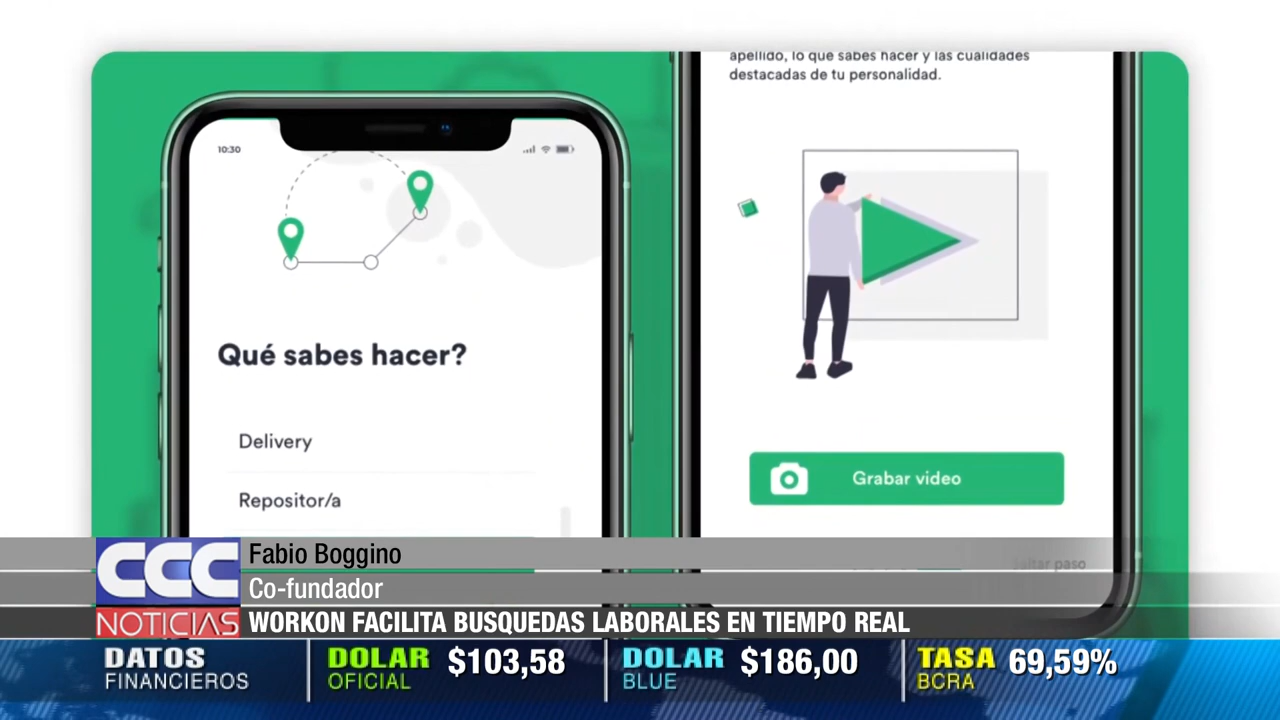 apellido, lo que sabes hacer y las cualidades
destacadas de tu personalidad.
10:30
Qué sabes hacer?
Delivery
Repositor/a
Grabar video
Saltar paso
CCC
NOTICIAS
Fabio Boggino
Co-fundador
WORKON FACILITA BUSQUEDAS LABORALES EN TIEMPO REAL
DATOS
FINANCIEROS
DOLAR
OFICIAL
$103,58
DOLAR
BLUE
$186,00
TASA
BCRA
69,59%